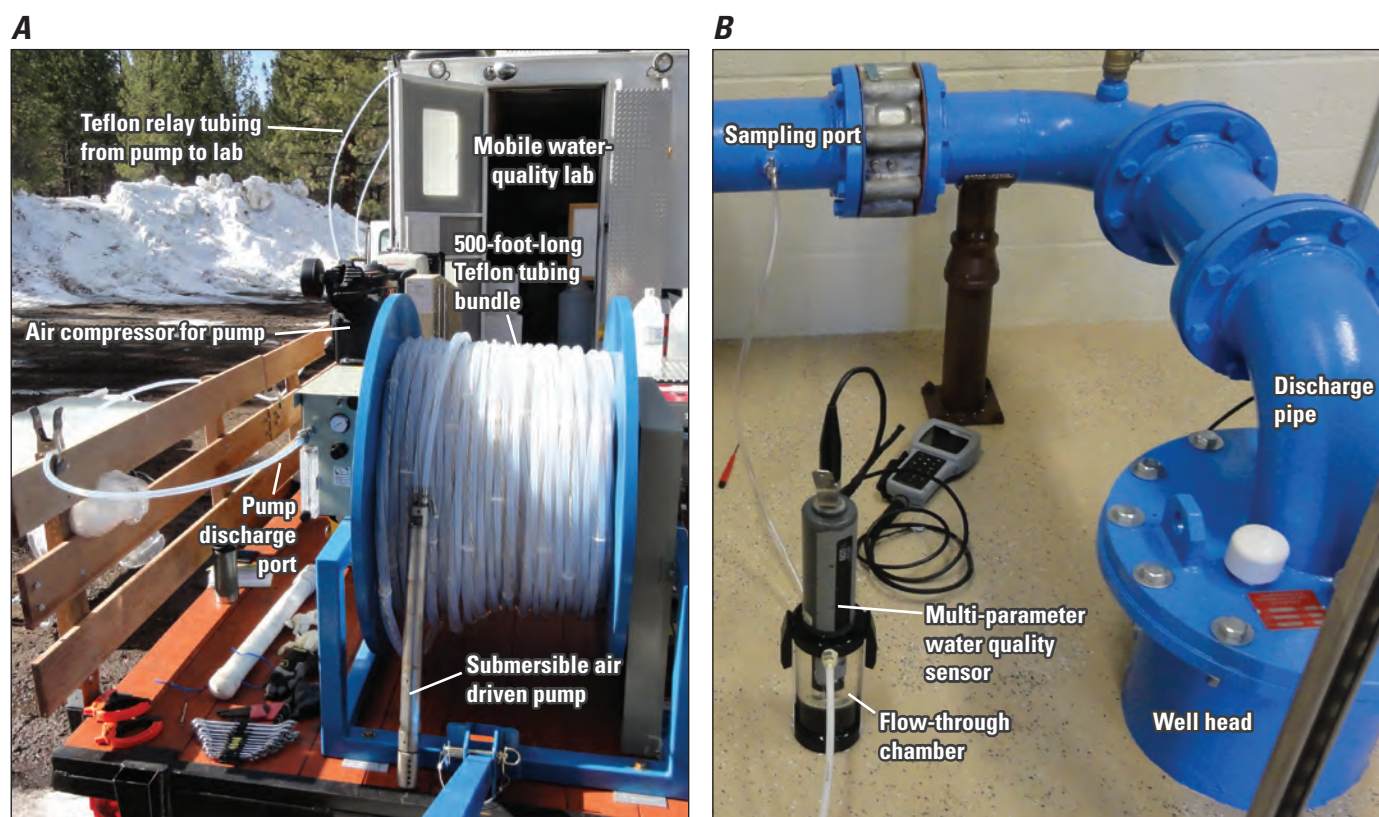 A
B
Teflon relay tubing
from pump to lab
Mobile water-
quality lab
500-foot-long
Teflon tubing
bundle
Air compressor for pump
Pump
discharge
port
Submersible air
driven pump
Sampling port
Discharge
pipe
Multi-parameter
water quality
sensor
Flow-through
chamber
Well head